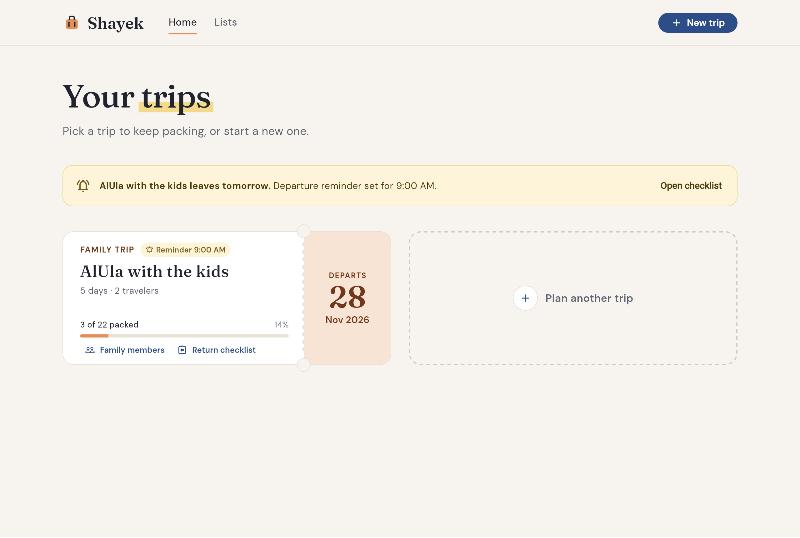 Shayek
Home
Lists
+ New trip
Your trips
Pick a trip to keep packing, or start a new one.
AlUla with the kids leaves tomorrow. Departure reminder set for 9:00 AM.
Open checklist
FAMILY TRIP
Reminder 9:00 AM
AlUla with the kids
5 days · 2 travelers
3 of 22 packed
14%
Family members
Return checklist
DEPARTS
28
Nov 2026
+ Plan another trip